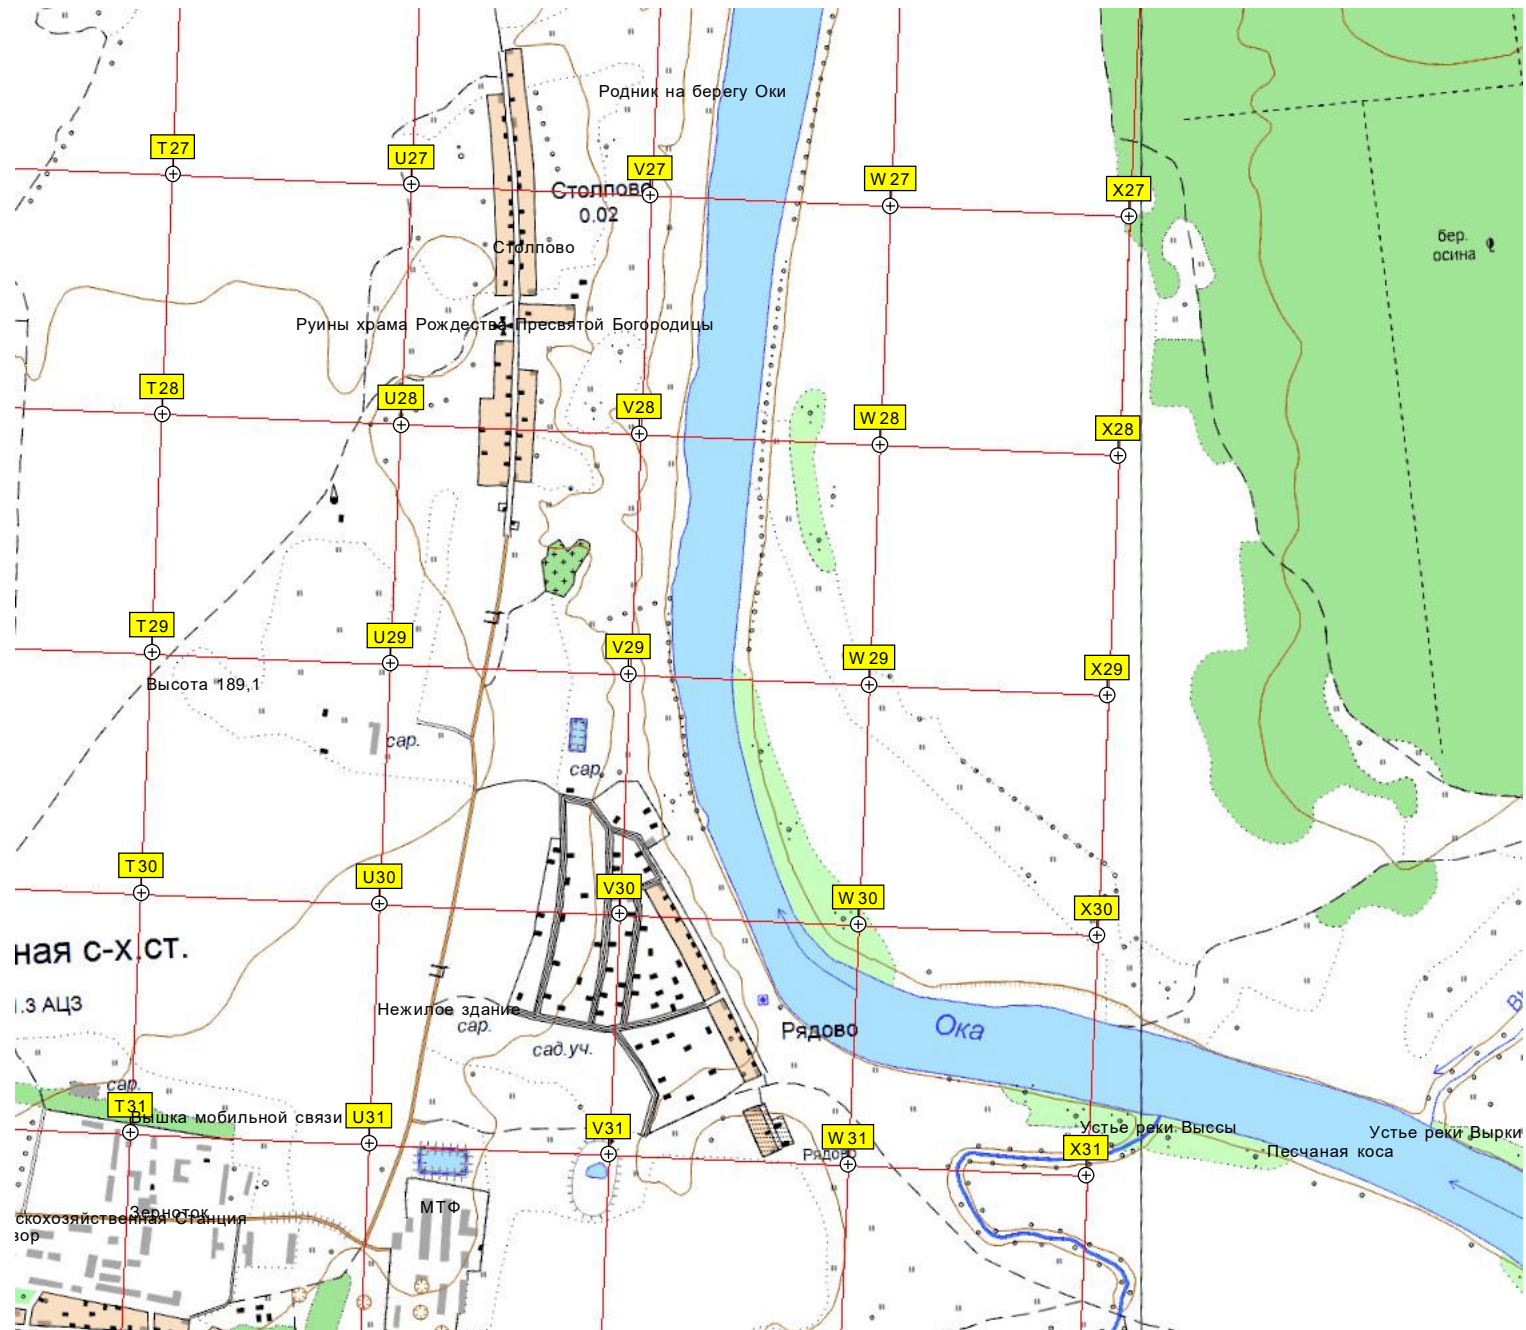 Родник на берегу Оки
T27
U27
V27
W27
X27
Столпово
0.02
бер.
осина
Столпово
Руины храма Рождества Пресвятой Богородицы
T28
U28
V28
W28
X28
T29
U29
V29
W29
X29
Высота 189,1
сар.
сар.
T30
U30
V30
W30
X30
ная с-х.ст.
1.3 АЦЗ
Нежилое здание
сар.
Рядово
Ока
сад.уч.
сар.
T31
Вышка мобильной связи
U31
V31
W31
X31
Устье реки Выссы
Устье реки Вырки
Песчаная коса
Рядово
МТФ
Зерноток
скохозяйственная Станция
зор